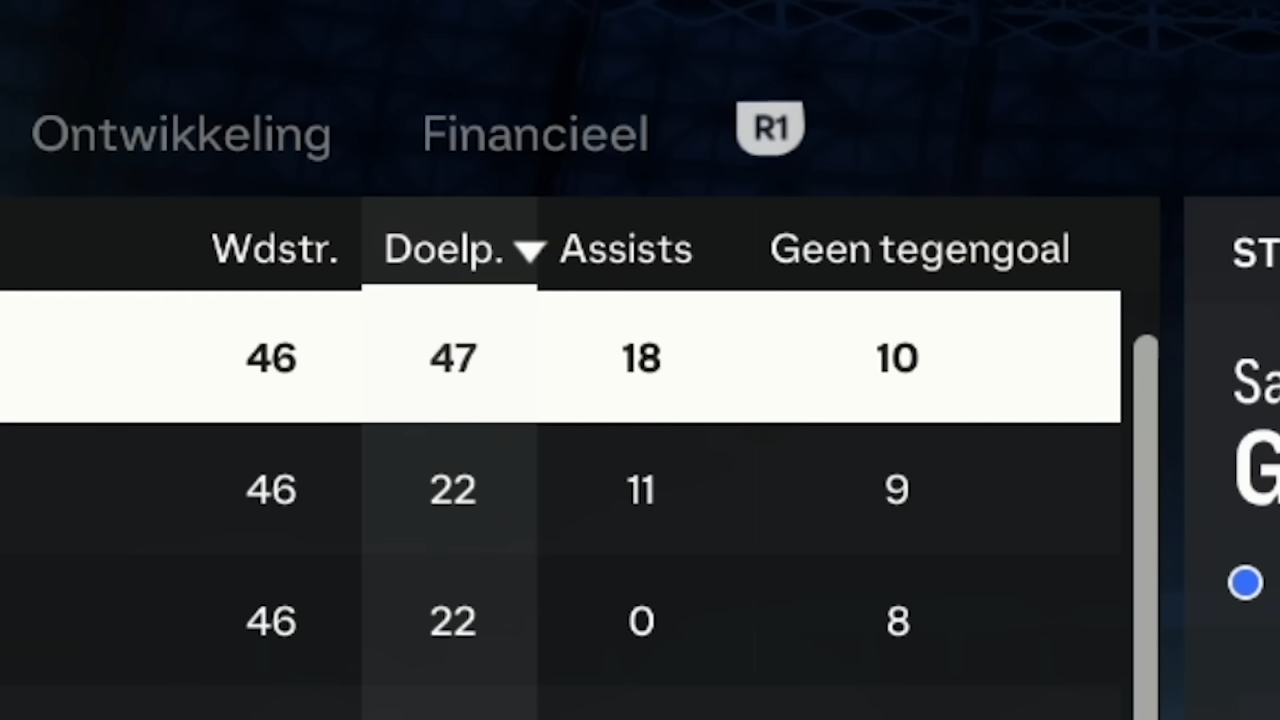 Ontwikkeling Financieel R1
Wdstr. Doelp. Assists Geen tegengoal
46 47 18 10
46 22 11 9
46 22 0 8